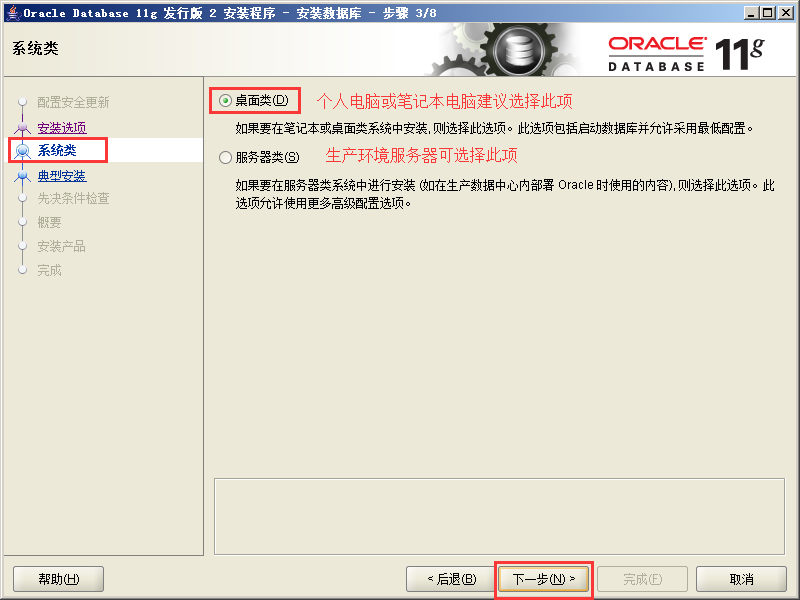 Oracle Database 11g 发行版 2 安装程序 - 安装数据库 - 步骤 3/8
系统类
ORACLE
DATABASE
11g
配置安全更新
安装选项
系统类
典型安装
先决条件检查
概要
安装产品
完成
桌面类(D) 个人电脑或笔记本电脑建议选择此项
如果要在笔记本或桌面类系统中安装,则选择此选项。此选项包括启动数据库并允许采用最低配置。
服务器类(S) 生产环境服务器可选择此项
如果要在服务器类系统中进行安装 (如在生产数据中心内部署 Oracle 时使用的内容),则选择此选项。此
选项允许使用更多高级配置选项。
帮助(H) < 后退(B) 下一步(N) > 完成(F) 取消